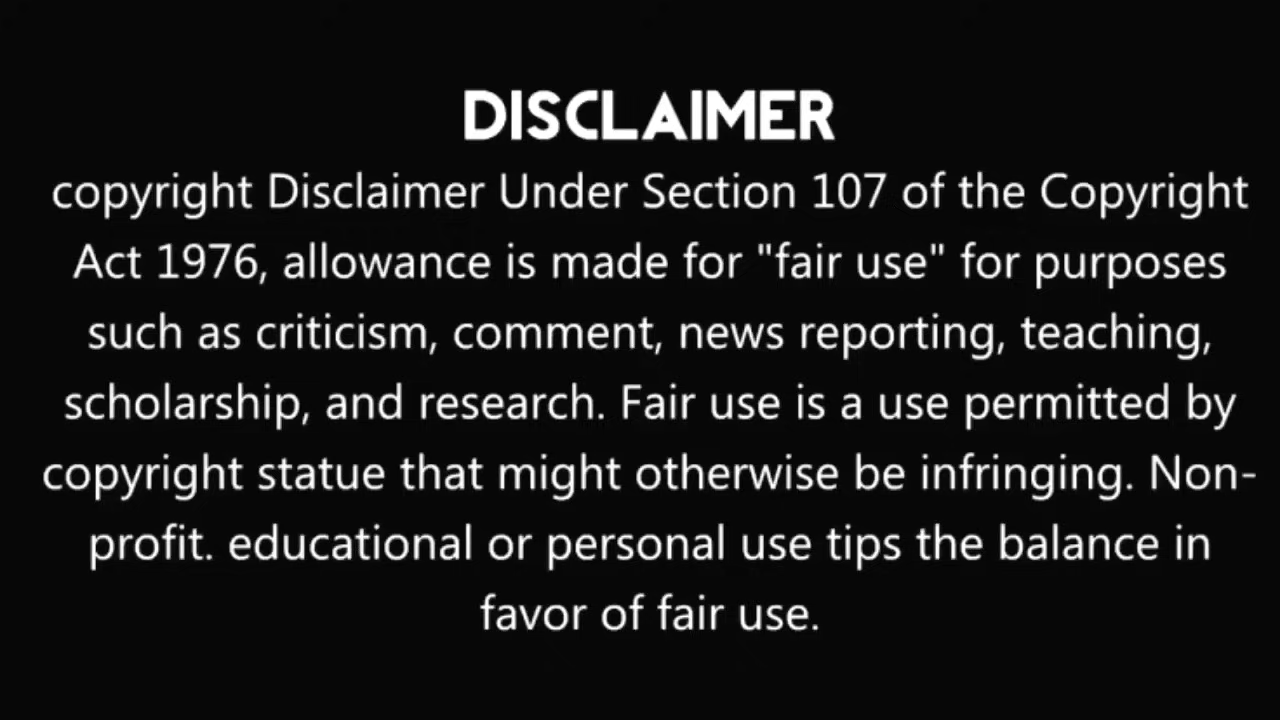 DISCLAIMER
copyright Disclaimer Under Section 107 of the Copyright
Act 1976, allowance is made for "fair use" for purposes
such as criticism, comment, news reporting, teaching,
scholarship, and research. Fair use is a use permitted by
copyright statue that might otherwise be infringing. Non-
profit. educational or personal use tips the balance in
favor of fair use.